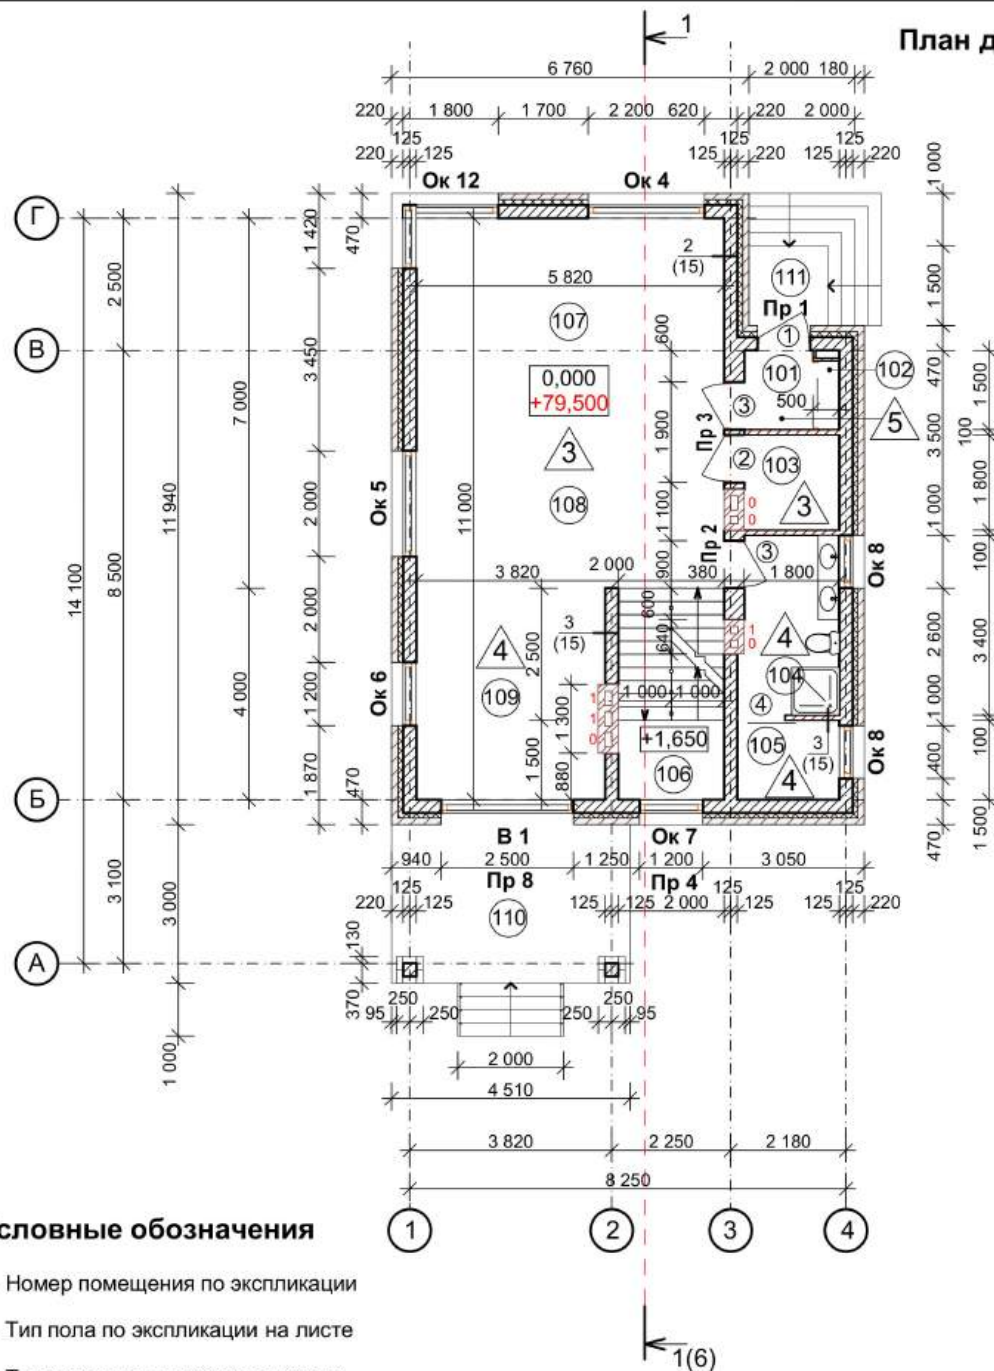 1
План д
6 760
2 000 180
220 1 800 1 700 2 200 620 220 2 000
125 125 125
220 125 125 220 125 220
Ок 12 Ок 4
1 000
Г
1 420
470
2
(15)
2 500
5 820
111
1 500
107
Пр 1
1
600
В
3 450
0,000
+79,500
101
102
470
1 500
7 000
3
500
5
Пр 3
1 900
3
2
103
3 500
100
11 940
Ок 5
2 000
11 000
108
3
0
0
1 800
1 100
1 000
14 100
8 500
Пр 2
3
900
Ок 8
100
3 820 2 000 380 1 800
2 000
3
(15)
600
640
1
0
4
2 600
3 400
4
2 500
4 000
Ок 6
1 200
109
1
1
0
1 300
1 000 1 000
104
4
1 000
+1,650
105
3
(15)
Ок 8
100
1 870
1 500
880
106
4
1 400
470
Б
В 1
Ок 7
470
1 500
940 2 500 1 250 1 200 3 050
Пр 8
Пр 4
125 125 125
220 125 125 125 2 000 125 125 220
3 100
3 000
110
130
А
370
250 250
95 250 250 95
1 000
2 000
4 510
3 820 2 250 2 180
8 250
1 2 3 4
словные обозначения
Номер помещения по экспликации
Тип пола по экспликации на листе
1(6)